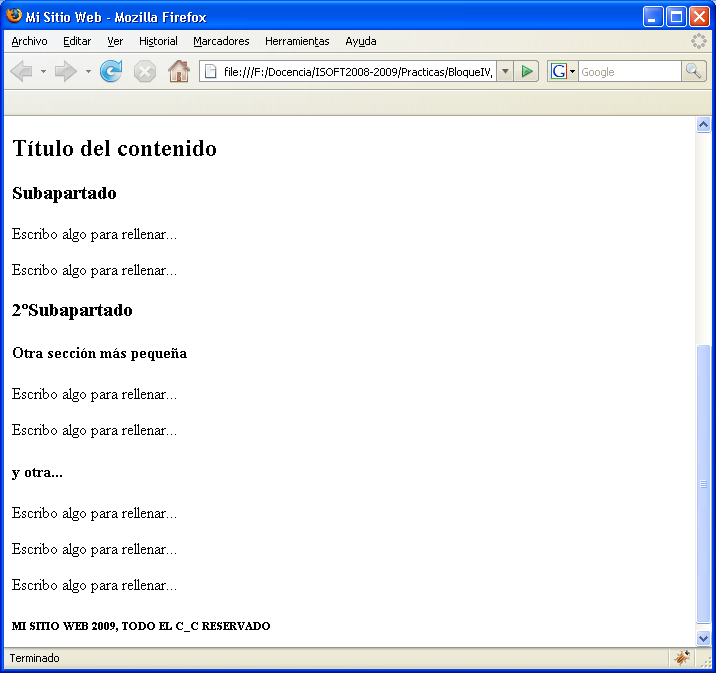 Mi Sitio Web - Mozilla Firefox
Archivo Editar Ver Historial Marcadores Herramientas Ayuda
file:///F:/Docencia/ISOFT2008-2009/Practicas/BloqueIV, G Google
Título del contenido
Subapartado
Escribo algo para rellenar...
Escribo algo para rellenar...
2ºSubapartado
Otra sección más pequeña
Escribo algo para rellenar...
Escribo algo para rellenar...
y otra...
Escribo algo para rellenar...
Escribo algo para rellenar...
Escribo algo para rellenar...
MI SITIO WEB 2009, TODO EL C_C RESERVADO
Terminado